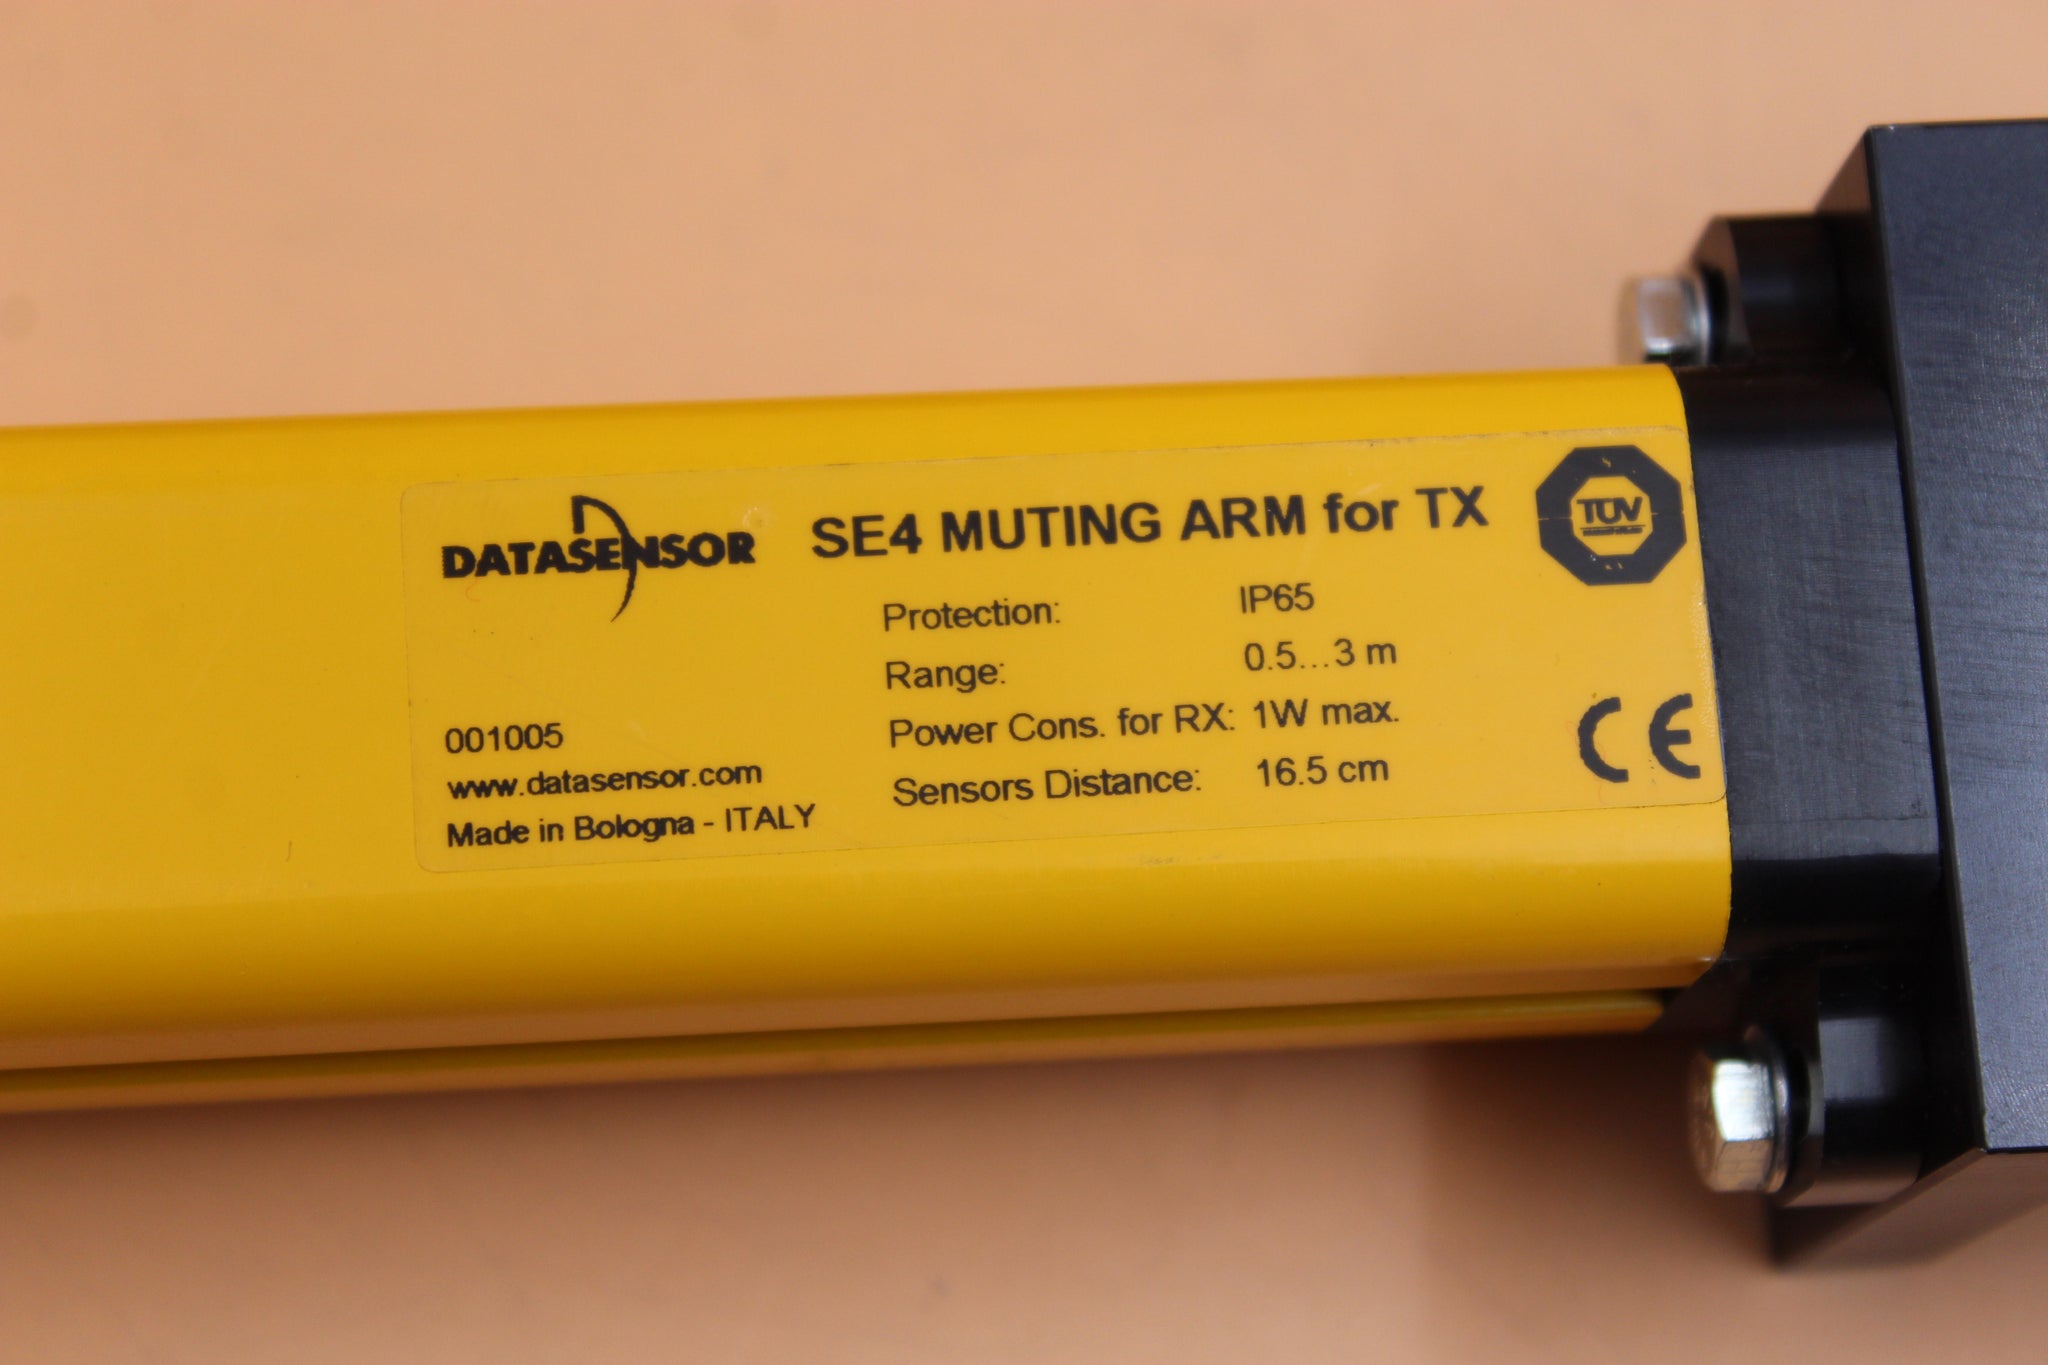 DATASENSOR
SE4 MUTING ARM for TX
TÜV
Protection: IP65
Range: 0.5...3 m
Power Cons. for RX: 1W max.
Sensors Distance: 16.5 cm
CE
001005
www.datasensor.com
Made in Bologna - ITALY